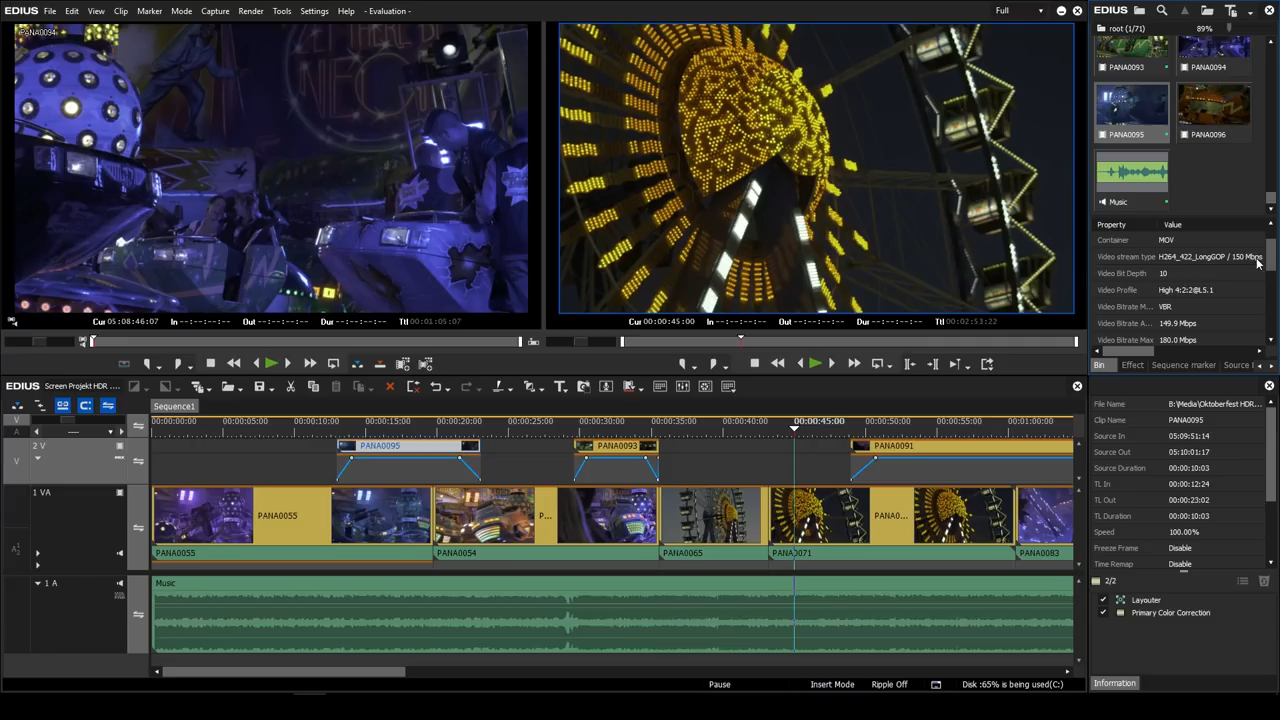 EDIUS File Edit View Clip Marker Mode Capture Render Tools Settings Help - Evaluation - Full
EDIUS
PANA0094
root (1/71) 89%
PANA0093 PANA0094
PANA0095 PANA0096
Music
Property Value
Container MOV
Video stream type H264_422_LongGOP / 150 Mbps
Video Bit Depth 10
Video Profile High 4:2:2@L5.1
Video Bitrate M... VBR
Video Bitrate A... 149.9 Mbps
Video Bitrate Max 180.0 Mbps
Bin Effect Sequence marker Source
Cur 05:08:46:07 In --:--:--:-- Out --:--:--:-- Dur --:--:--:-- Ttl 00:01:05:07
Cur 00:00:45:00 In --:--:--:-- Out --:--:--:-- Dur --:--:--:-- Ttl 00:02:53:22
EDIUS Screen Projekt HDR ....
Sequence1
00:00:00:00 00:00:05:00 00:00:10:00 00:00:15:00 00:00:20:00 00:00:25:00 00:00:30:00 00:00:35:00 00:00:40:00 00:00:45:00 00:00:50:00 00:00:55:00 00:01:00:00
V
A
2 V
V
PANA0095 PANA0093 PANA0091
1 VA
PANA0055 P... PANA0...
PANA0055 PANA0054 PANA0065 PANA0071 PANA0083
1 A
Music
Pause Insert Mode Ripple Off Disk :65% is being used(C:)
File Name B:\Media\Oktoberfest HDR...
Clip Name PANA0095
Source In 05:09:51:14
Source Out 05:10:01:17
Source Duration 00:00:10:03
TL In 00:00:12:24
TL Out 00:00:23:02
TL Duration 00:00:10:03
Speed 100.00%
Freeze Frame Disable
Time Remap Disable
2/2
Layouter
Primary Color Correction
Information